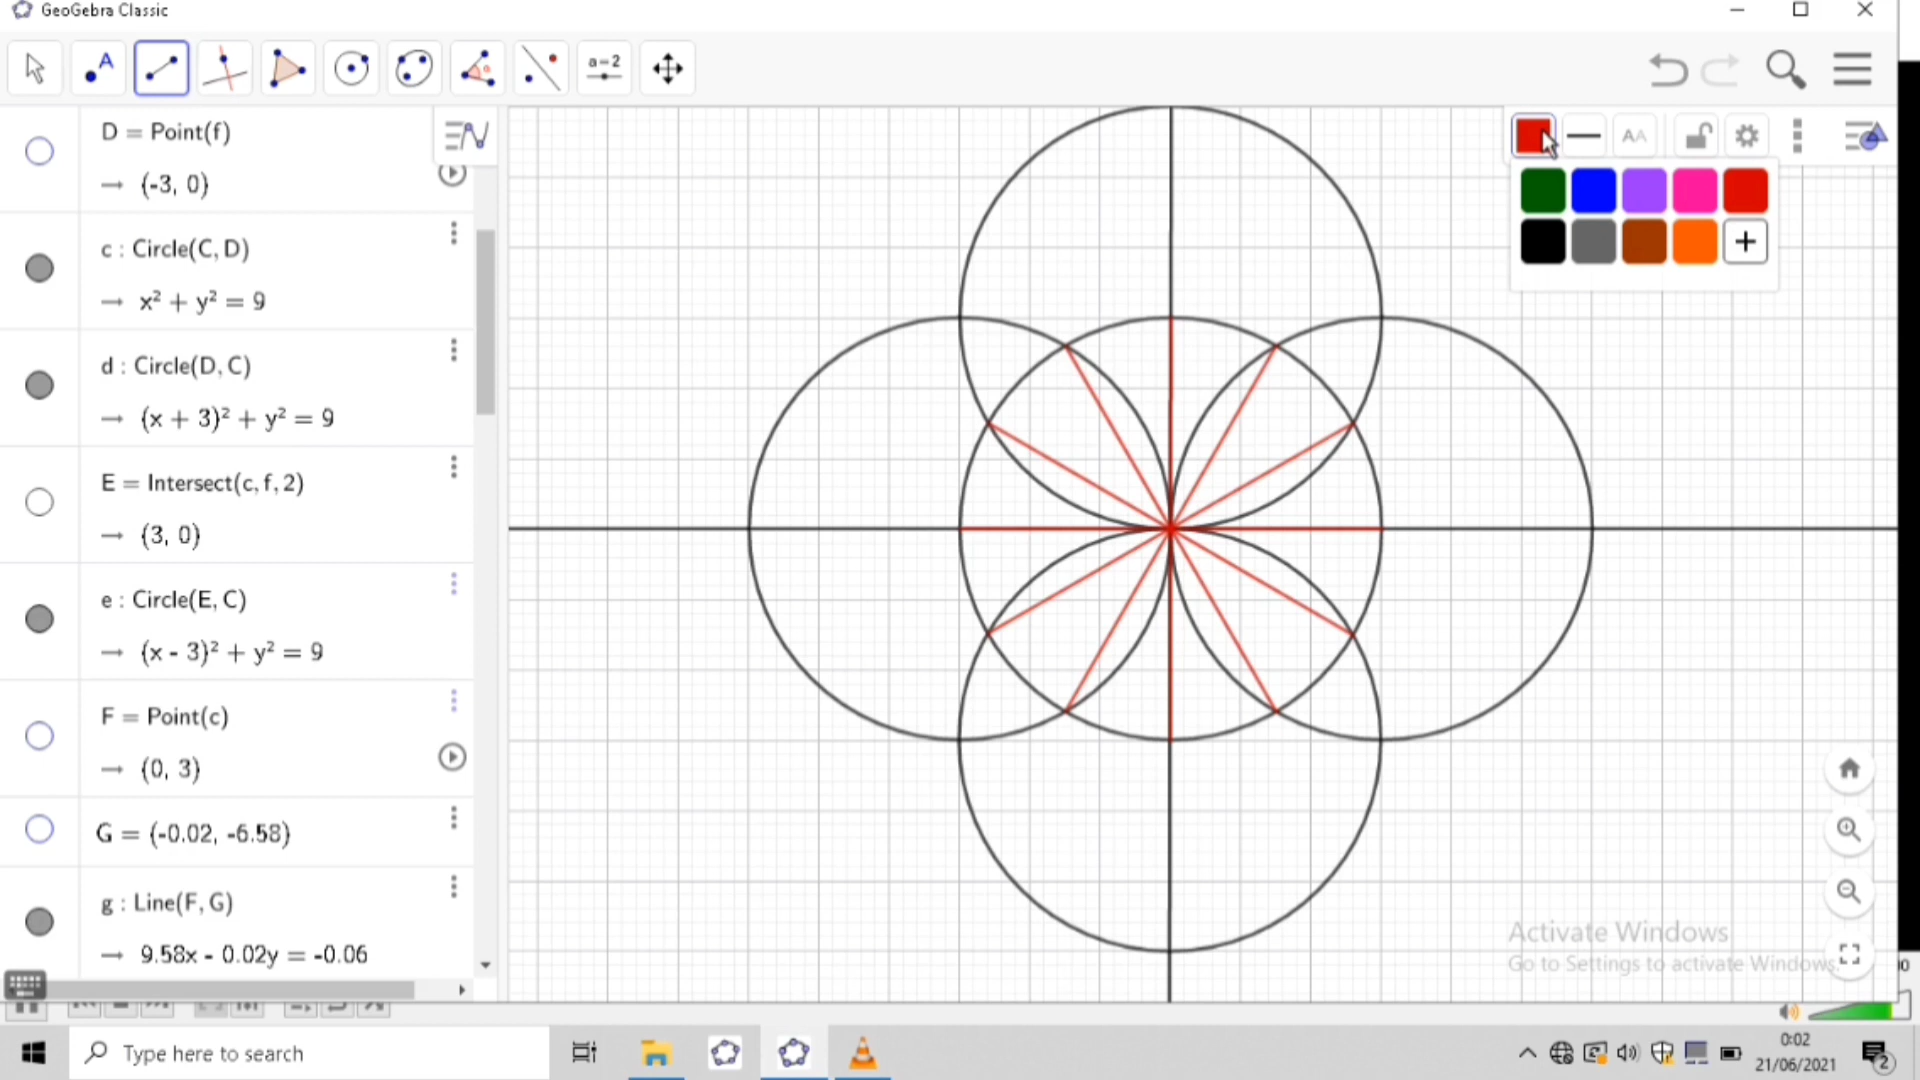 GeoGebra Classic
A
a=2
D = Point(f)
→ (-3, 0)
c : Circle(C, D)
→ x² + y² = 9
d : Circle(D, C)
→ (x + 3)² + y² = 9
E = Intersect(c, f, 2)
→ (3, 0)
e : Circle(E, C)
→ (x - 3)² + y² = 9
F = Point(c)
→ (0, 3)
G = (-0.02, -6.58)
g : Line(F, G)
→ 9.58x - 0.02y = -0.06
AA
Activate Windows
Go to Settings to activate Windows.
Type here to search
0:02
21/06/2021
2